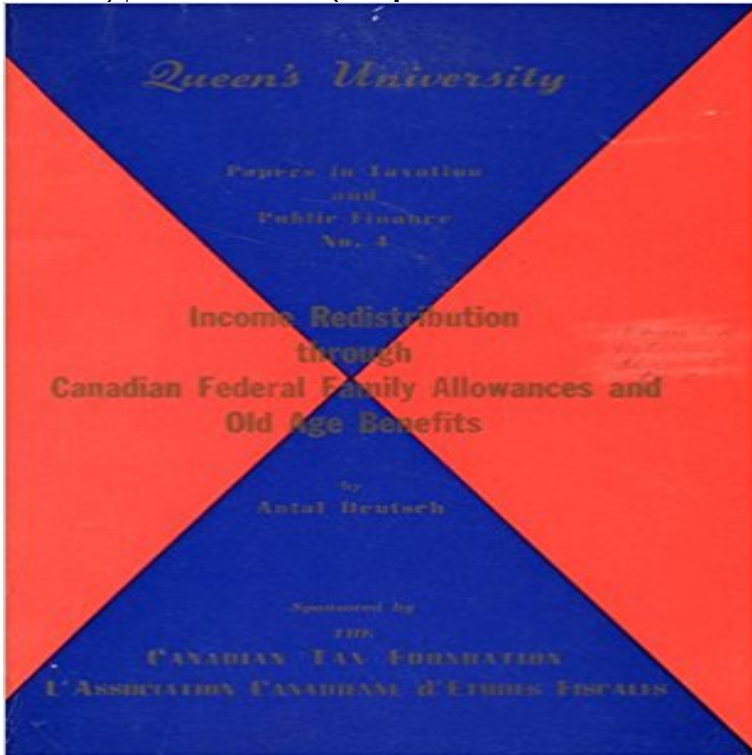 Queen's University
Papers in Taxation
and
Public Finance
No. 4
Income Redistribution
through
Canadian Federal Family Allowances and
Old Age Benefits
by
Antal Deutsch
Sponsored by
THE
CANADIAN TAX FOUNDATION
L'ASSOCIATION CANADIENNE d'ETUDES FISCALES